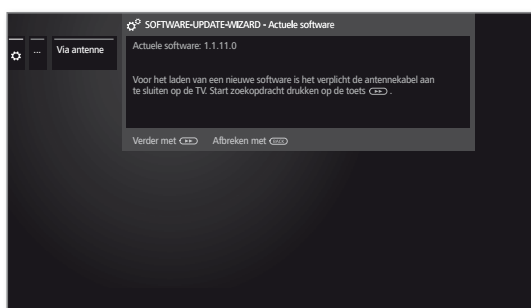 SOFTWARE-UPDATE-WIZARD - Actuele software
... Via antenne
Actuele software: 1.1.11.0
Voor het laden van een nieuwe software is het verplicht de antennekabel aan
te sluiten op de TV. Start zoekopdracht drukken op de toets .
Verder met Afbreken met BACK